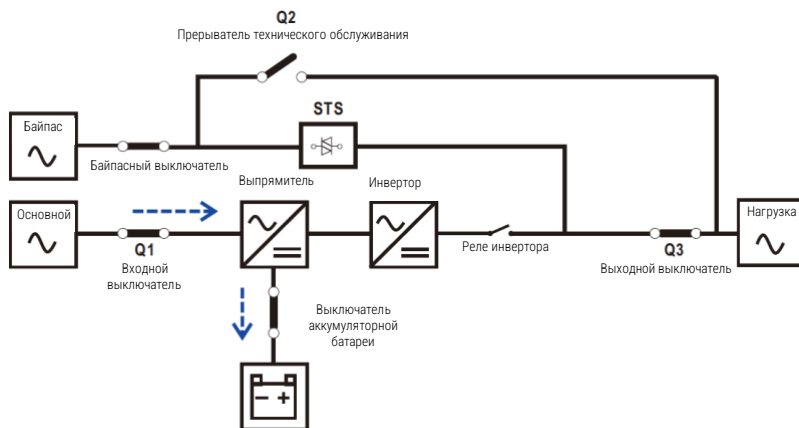 Q2
Прерыватель технического обслуживания
STS
Байпас
Байпасный выключатель
Выпрямитель
Инвертор
Основной
Нагрузка
Q1
Входной
выключатель
Реле инвертора
Q3
Выходной выключатель
Выключатель
аккумуляторной
батареи